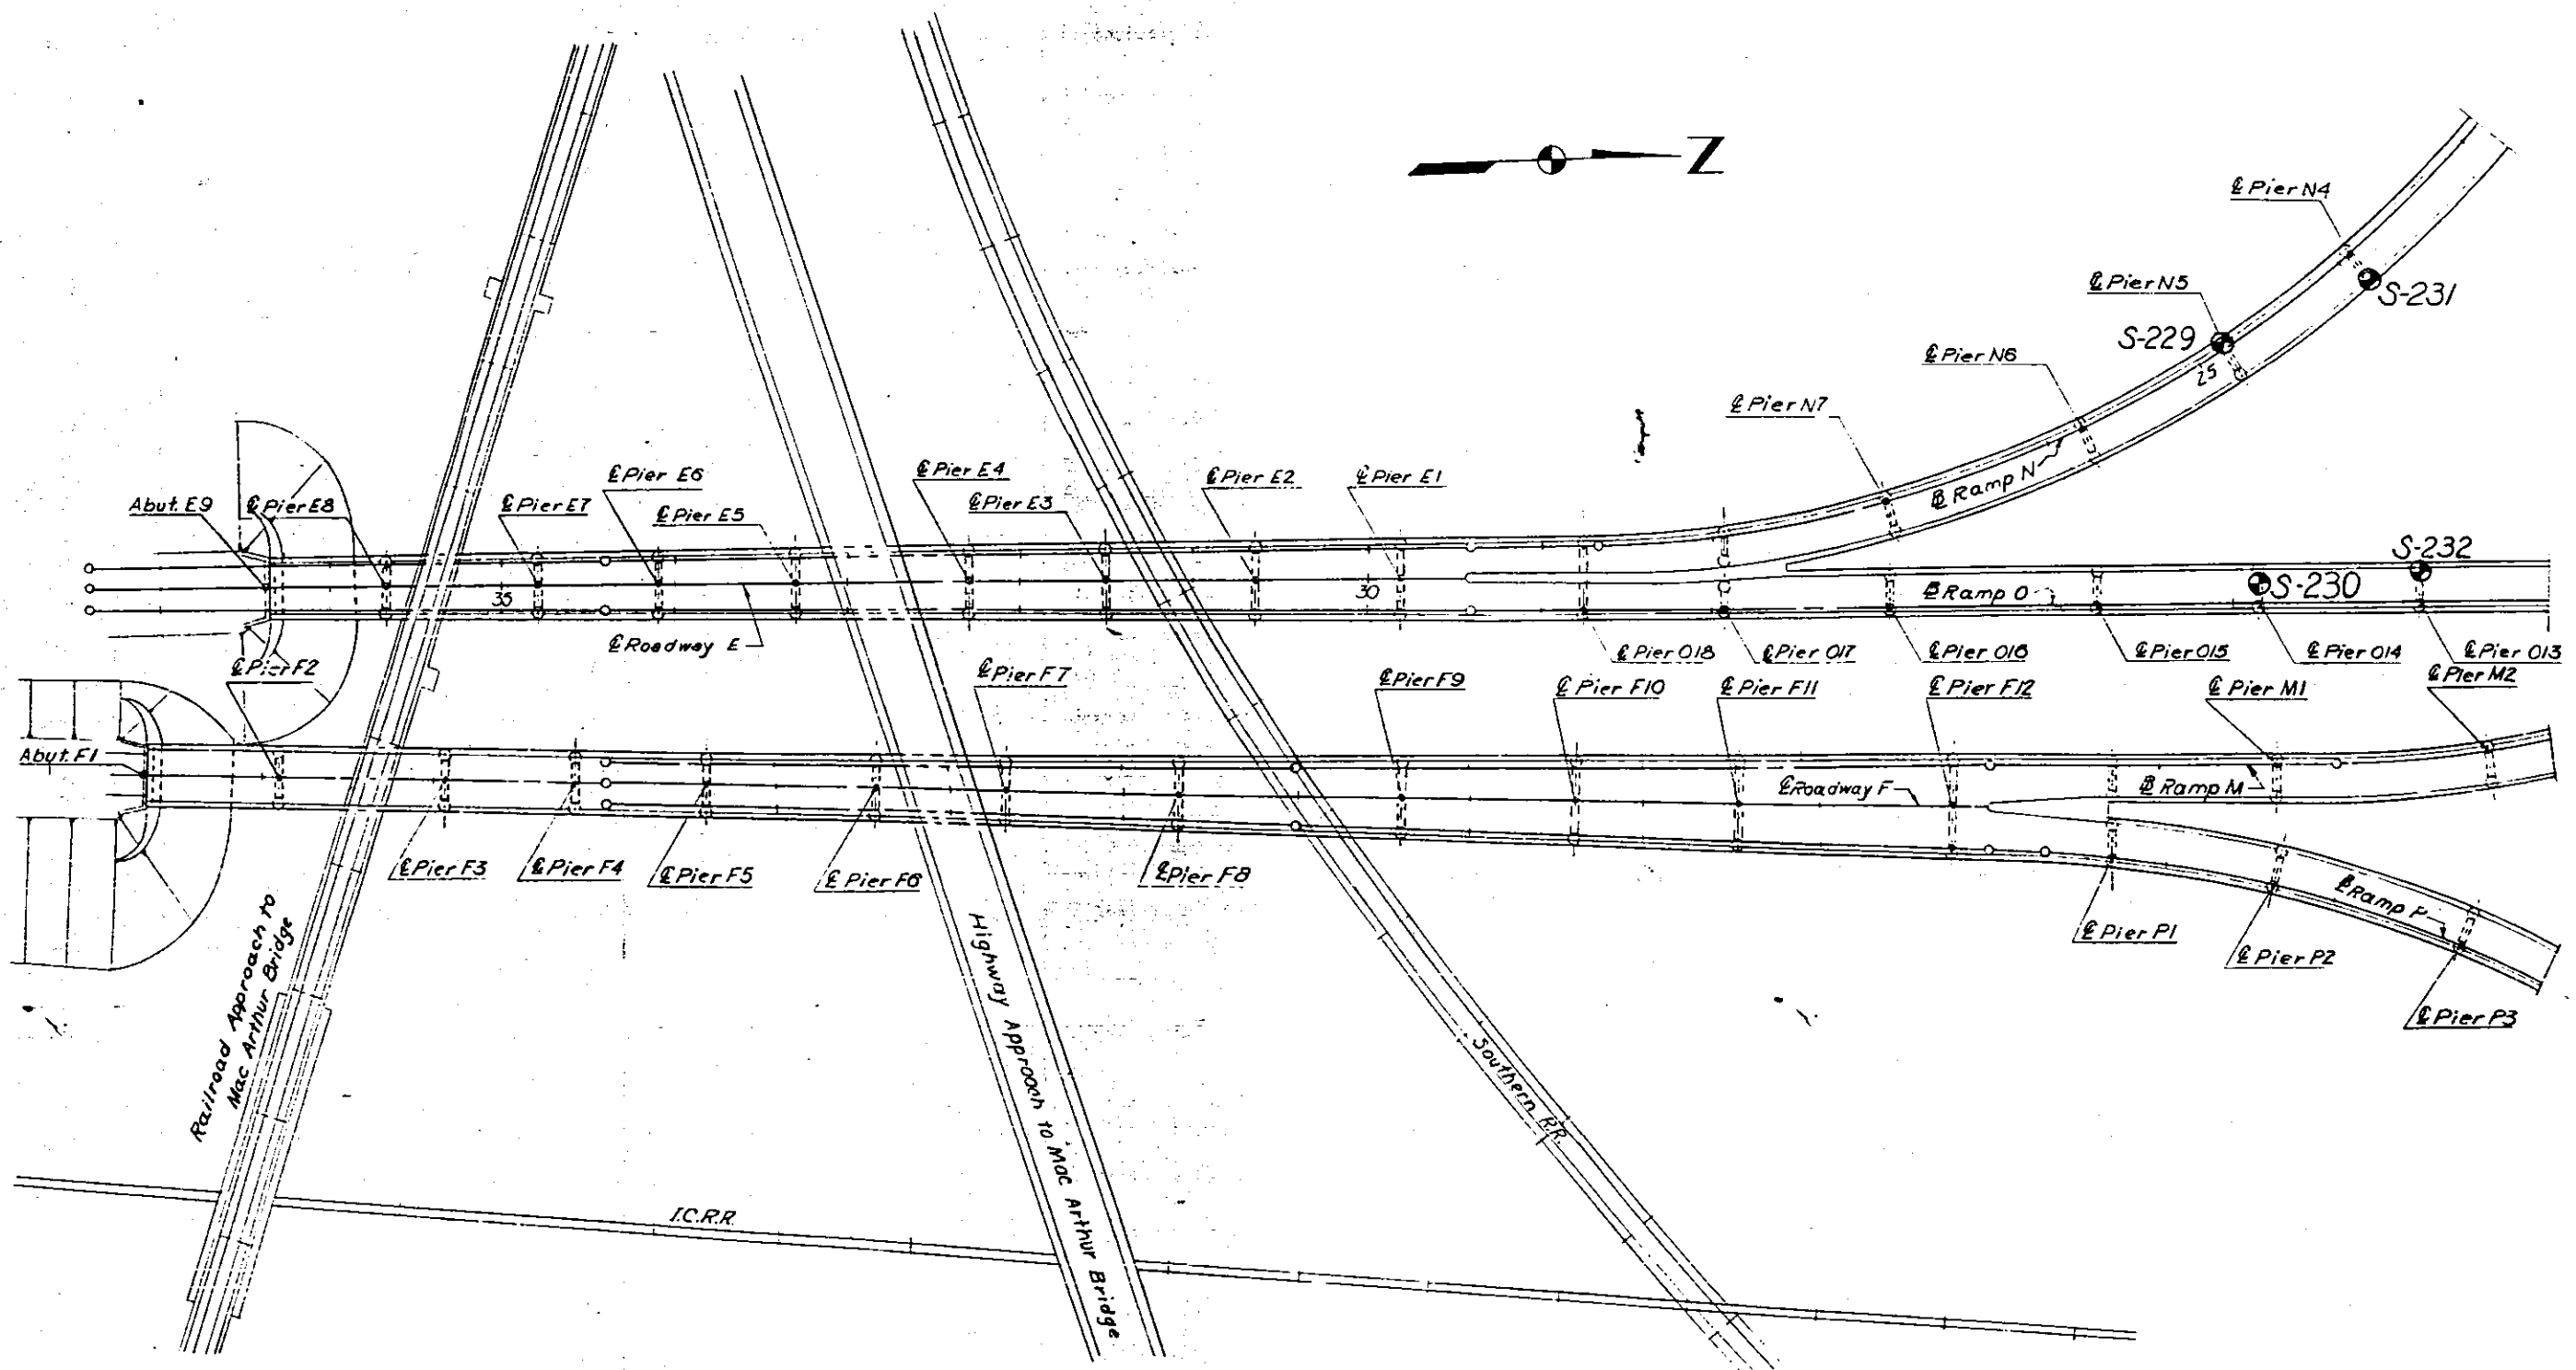 Z
℄ Pier N4
S-231
℄ Pier N5
S-229
25
℄ Pier N6
℄ Pier N7
℔ Ramp N
Abut. E9
℄ Pier E8
℄ Pier E7
℄ Pier E6
℄ Pier E5
℄ Pier E4
℄ Pier E3
℄ Pier E2
℄ Pier E1
S-232
S-230
℔ Ramp O
35
30
℄ Roadway E
℄ Pier O18
℄ Pier O17
℄ Pier O16
℄ Pier O15
℄ Pier O14
℄ Pier O13
℄ Pier F2
℄ Pier F7
℄ Pier F9
℄ Pier F10
℄ Pier F11
℄ Pier F12
℄ Pier M1
℄ Pier M2
Abut. F1
℄ Roadway F
℔ Ramp M
℄ Pier F3
℄ Pier F4
℄ Pier F5
℄ Pier F6
℄ Pier F8
℔ Ramp P
℄ Pier P1
℄ Pier P2
℄ Pier P3
Railroad Approach to
Mac Arthur Bridge
Highway Approach to Mac Arthur Bridge
Southern R.R.
I.C.R.R.